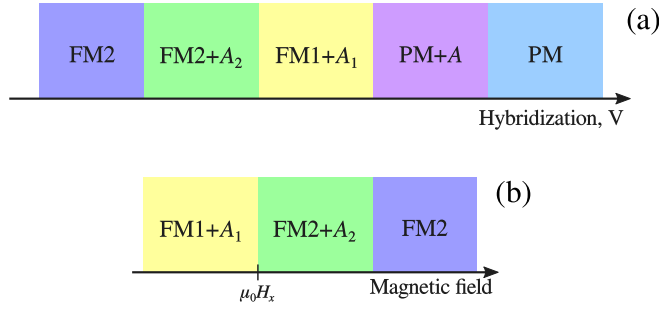 (a)
FM2 FM2+A₂ FM1+A₁ PM+A PM
Hybridization, V
(b)
FM1+A₁ FM2+A₂ FM2
μ₀Hₓ Magnetic field